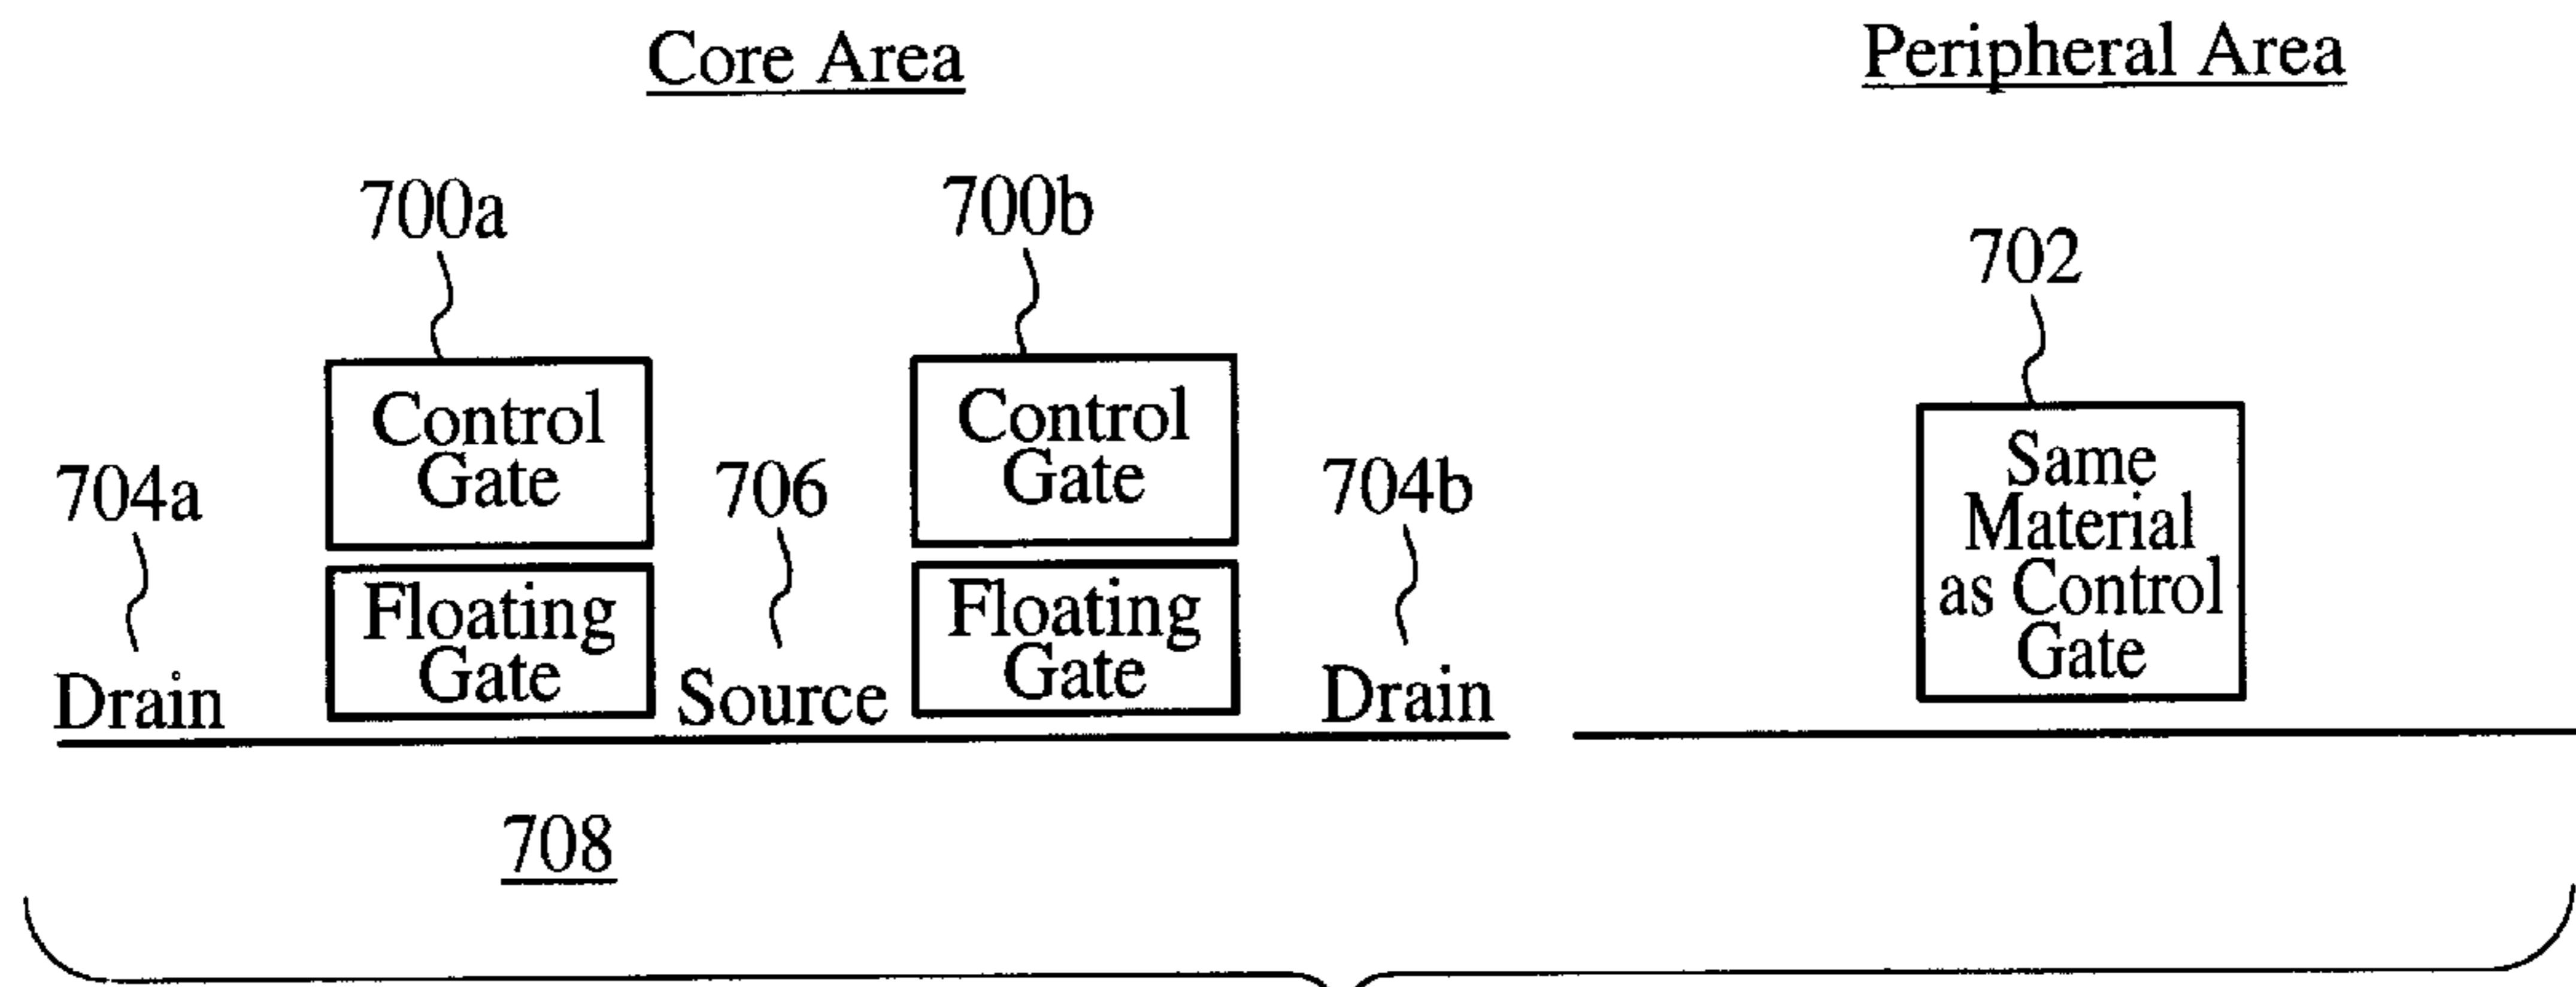 Core Area
Peripheral Area
700a
700b
702
Control
Gate
Control
Gate
Same
Material
as Control
Gate
704a
706
704b
Floating
Gate
Floating
Gate
Drain
Source
Drain
708